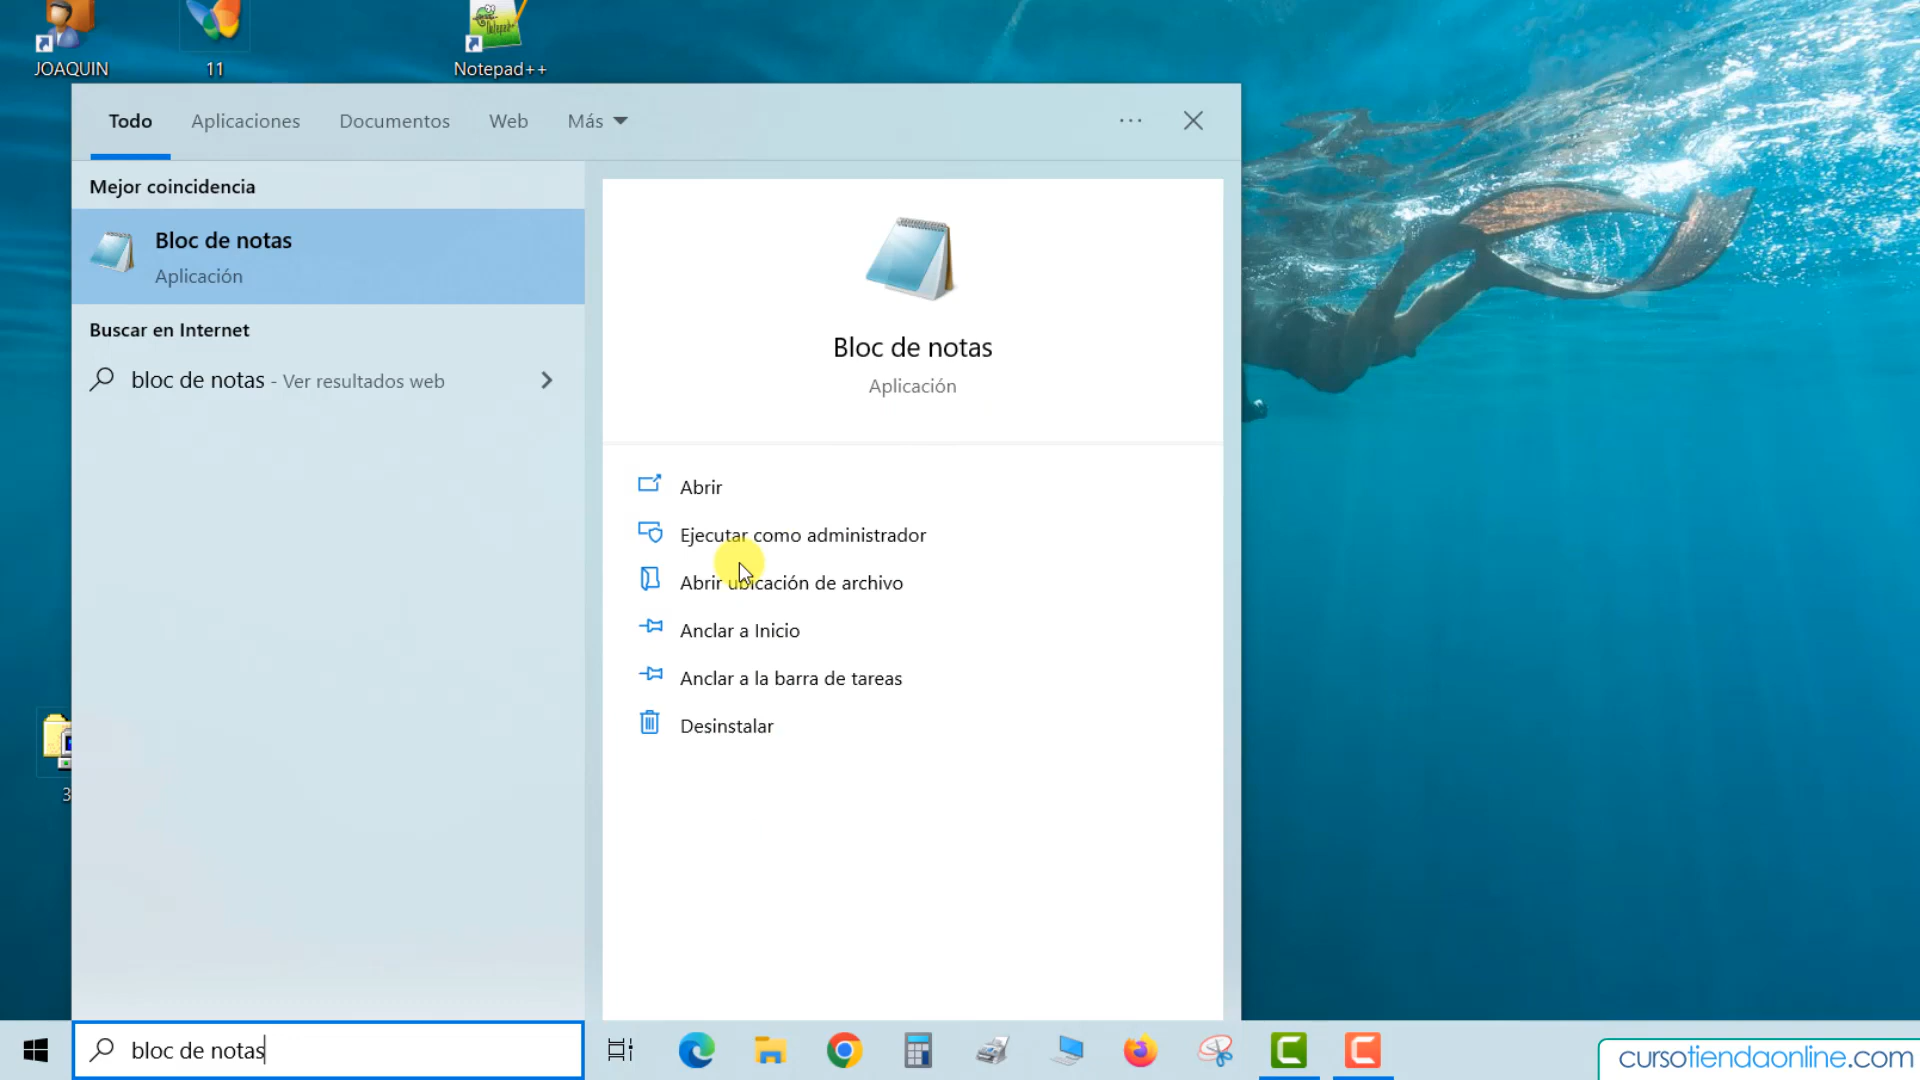 JOAQUIN
11
Notepad++
Todo
Aplicaciones
Documentos
Web
Más
Mejor coincidencia
Bloc de notas
Aplicación
Buscar en Internet
bloc de notas - Ver resultados web
Bloc de notas
Aplicación
Abrir
Ejecutar como administrador
Abrir ubicación de archivo
Anclar a Inicio
Anclar a la barra de tareas
Desinstalar
3
bloc de notas
cursotiendaonline.com